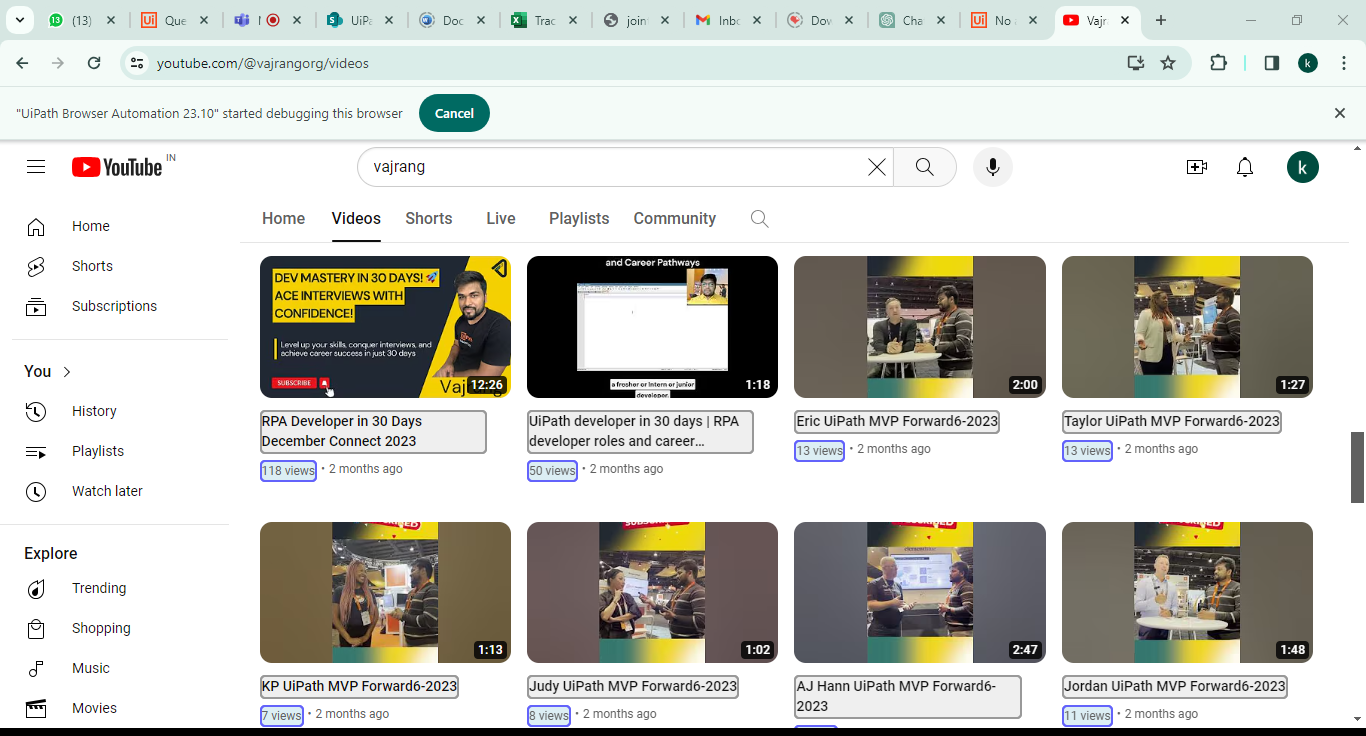 (13)
Que
UiPa
Doc
Trac
join
Inbo
Dov
Cha
No
Vajr
youtube.com/@vajrangorg/videos
k
"UiPath Browser Automation 23.10" started debugging this browser
Cancel
YouTube IN
vajrang
k
Home
Videos
Shorts
Live
Playlists
Community
Home
Shorts
Subscriptions
You
History
Playlists
Watch later
Explore
Trending
Shopping
Music
Movies
DEV MASTERY IN 30 DAYS! 🚀
ACE INTERVIEWS WITH
CONFIDENCE!
Level up your skills, conquer interviews, and
achieve career success in just 30 days
SUBSCRIBE
Vaj
12:26
RPA Developer in 30 Days
December Connect 2023
118 views • 2 months ago
and Career Pathways
a fresher or Intern or junior
developer.
1:18
UiPath developer in 30 days | RPA
developer roles and career...
50 views • 2 months ago
2:00
Eric UiPath MVP Forward6-2023
13 views • 2 months ago
1:27
Taylor UiPath MVP Forward6-2023
13 views • 2 months ago
1:13
KP UiPath MVP Forward6-2023
7 views • 2 months ago
1:02
Judy UiPath MVP Forward6-2023
8 views • 2 months ago
2:47
AJ Hann UiPath MVP Forward6-
2023
1:48
Jordan UiPath MVP Forward6-2023
11 views • 2 months ago